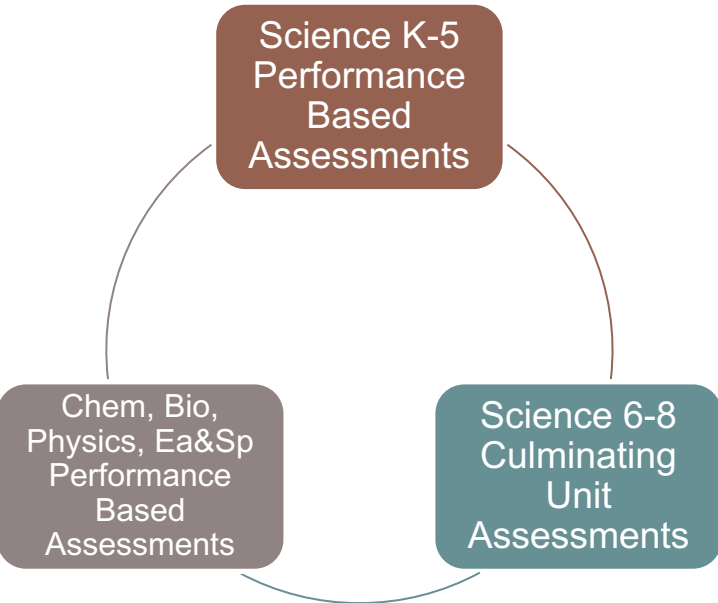 Science K-5
Performance
Based
Assessments
Science 6-8
Culminating
Unit
Assessments
Chem, Bio,
Physics, Ea&Sp
Performance
Based
Assessments